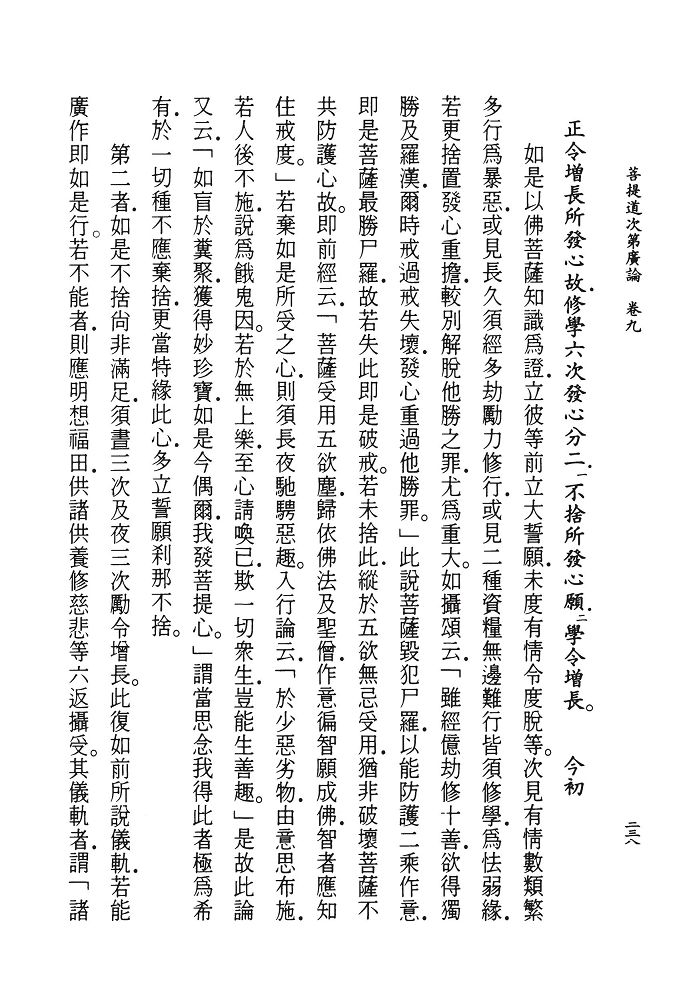 菩提道次第廣論　卷九
二三八
正令增長所發心故．修學六次發心分二．一不捨所發心願．二學令增長。　今初
如是以佛菩薩知識爲證．立彼等前立大誓願．未度有情令度脫等。次見有情數類繁
多行爲暴惡．或見長久須經多劫勵力修行．或見二種資糧無邊難行皆須修學．爲怯弱緣．
若更捨置發心重擔．較別解脫他勝之罪．尤爲重大。如攝頌云「雖經億劫修十善．欲得獨
勝及羅漢．爾時戒過戒失壞．發心重過他勝罪。」此說菩薩毀犯尸羅．以能防護二乘作意．
即是菩薩最勝尸羅．故若失此即是破戒。若未捨此．縱於五欲無忌受用．猶非破壞菩薩不
共防護心故。即前經云「菩薩受用五欲塵．歸依佛法及聖僧．作意徧智願成佛．智者應知
住戒度。」若棄如是所受之心．則須長夜馳騁惡趣。入行論云「於少惡劣物．由意思布施．
若人後不施．說爲餓鬼因。若於無上樂．至心請喚已．欺一切衆生．豈能生善趣。」是故此論
又云．「如盲於糞聚．獲得妙珍寶．如是今偶爾．我發菩提心。」謂當思念我得此者極爲希
有．於一切種不應棄捨．更當特緣此心．多立誓願刹那不捨。
第二者．如是不捨尚非滿足．須晝三次及夜三次勵令增長。此復如前所說儀軌．若能
廣作即如是行。若不能者．則應明想福田．供諸供養修慈悲等六返攝受。其儀軌者．謂「諸